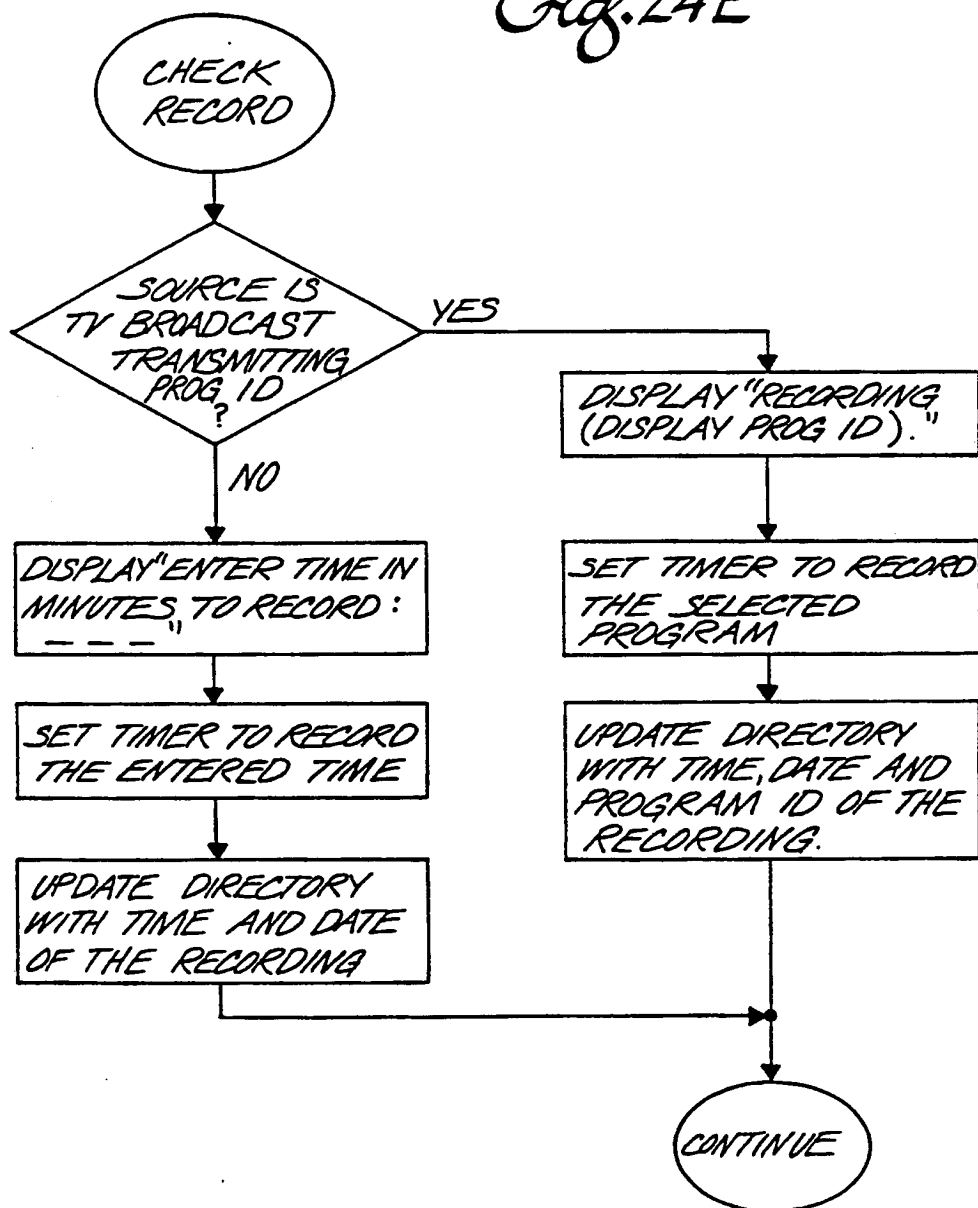 Fig. 24E
CHECK
RECORD
SOURCE IS
TV BROADCAST
TRANSMITTING
PROG ID
?
YES
NO
DISPLAY "RECORDING
(DISPLAY PROG ID)."
SET TIMER TO RECORD
THE SELECTED
PROGRAM
UPDATE DIRECTORY
WITH TIME, DATE AND
PROGRAM ID OF THE
RECORDING.
DISPLAY "ENTER TIME IN
MINUTES TO RECORD:
_ _ _"
SET TIMER TO RECORD
THE ENTERED TIME
UPDATE DIRECTORY
WITH TIME AND DATE
OF THE RECORDING
CONTINUE